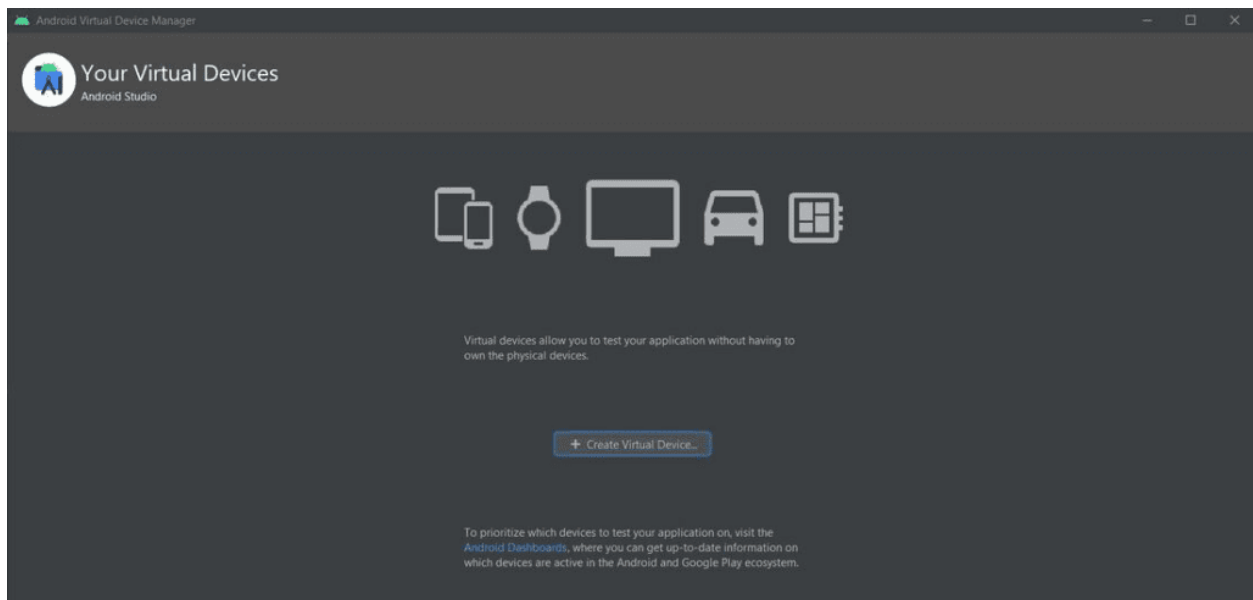 Android Virtual Device Manager
Your Virtual Devices
Android Studio
Virtual devices allow you to test your application without having to
own the physical devices.
+ Create Virtual Device...
To prioritize which devices to test your application on, visit the
Android Dashboards, where you can get up-to-date information on
which devices are active in the Android and Google Play ecosystem.